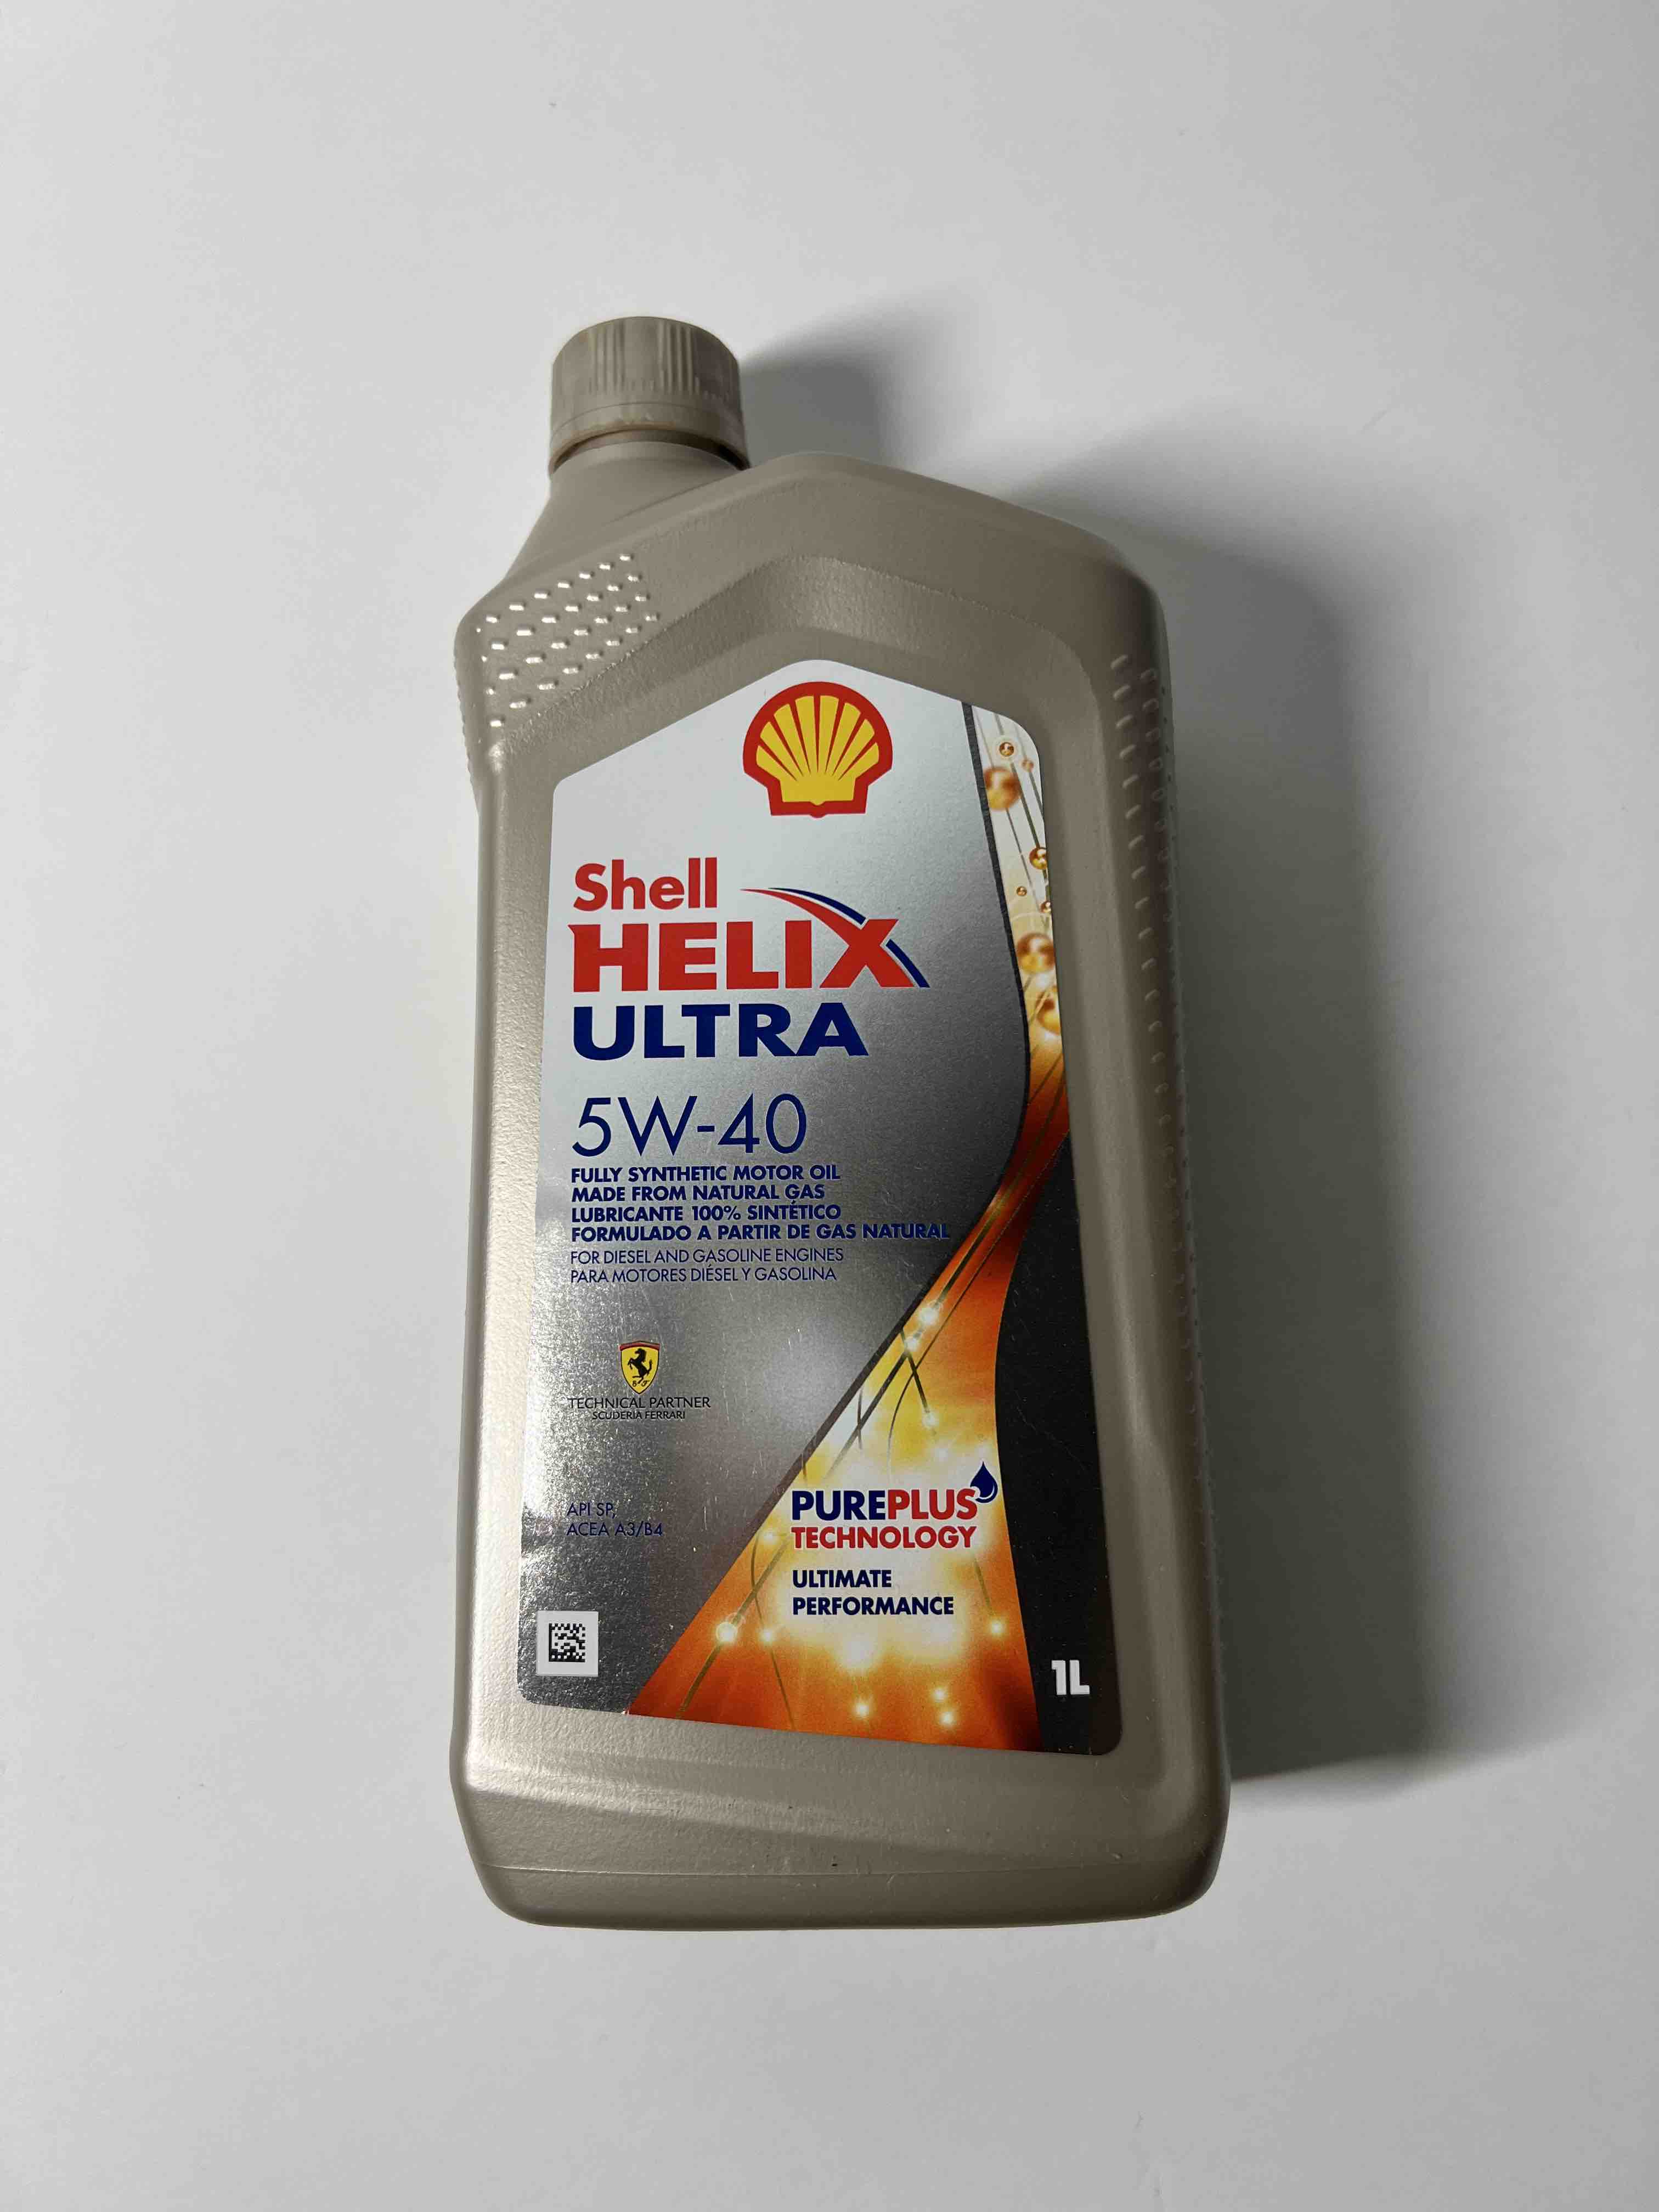 Shell
HELIX
ULTRA
5W-40
FULLY SYNTHETIC MOTOR OIL
MADE FROM NATURAL GAS
LUBRICANTE 100% SINTÉTICO
FORMULADO A PARTIR DE GAS NATURAL
FOR DIESEL AND GASOLINE ENGINES
PARA MOTORES DIÉSEL Y GASOLINA
TECHNICAL PARTNER
SCUDERIA FERRARI
API SP,
ACEA A3/B4
PUREPLUS
TECHNOLOGY
ULTIMATE
PERFORMANCE
1L